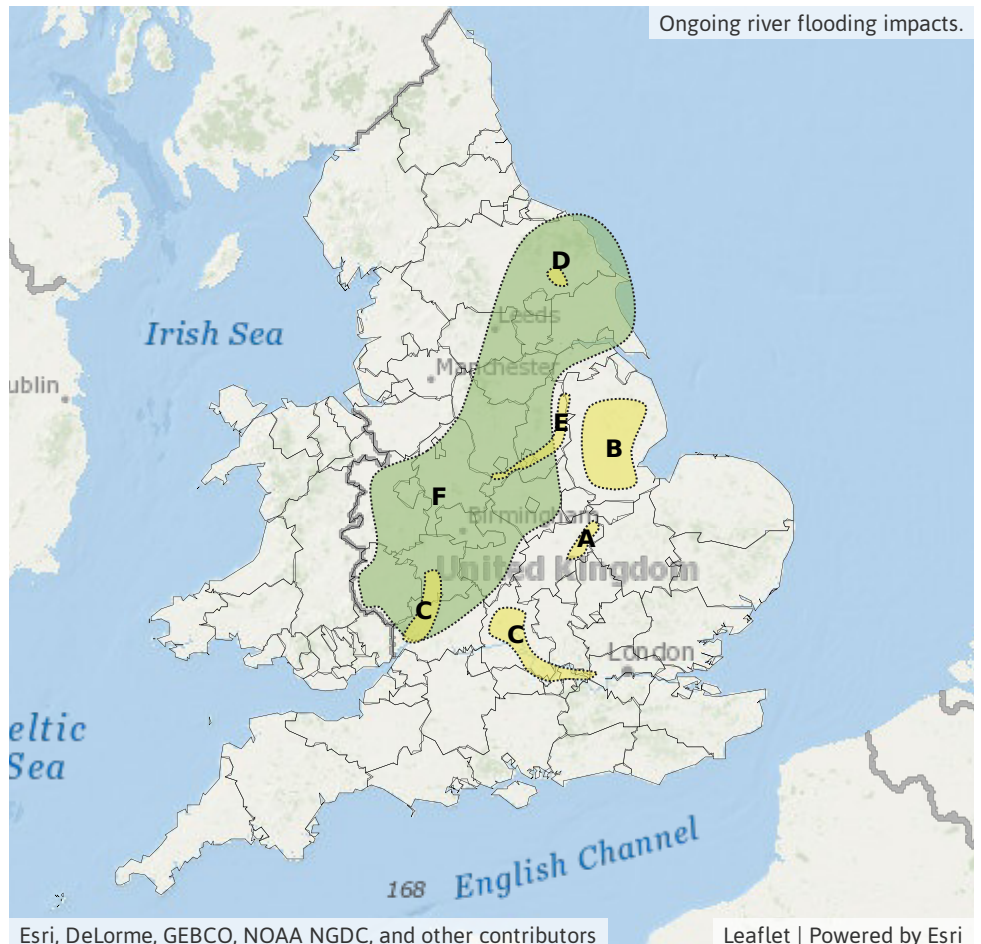 Ongoing river flooding impacts.
D
Leeds
Irish Sea
Manchester
ublin
E
B
F
Birmingham
A
United Kingdom
C
C
London
eltic
Sea
English Channel
168
Esri, DeLorme, GEBCO, NOAA NGDC, and other contributors
Leaflet | Powered by Esri